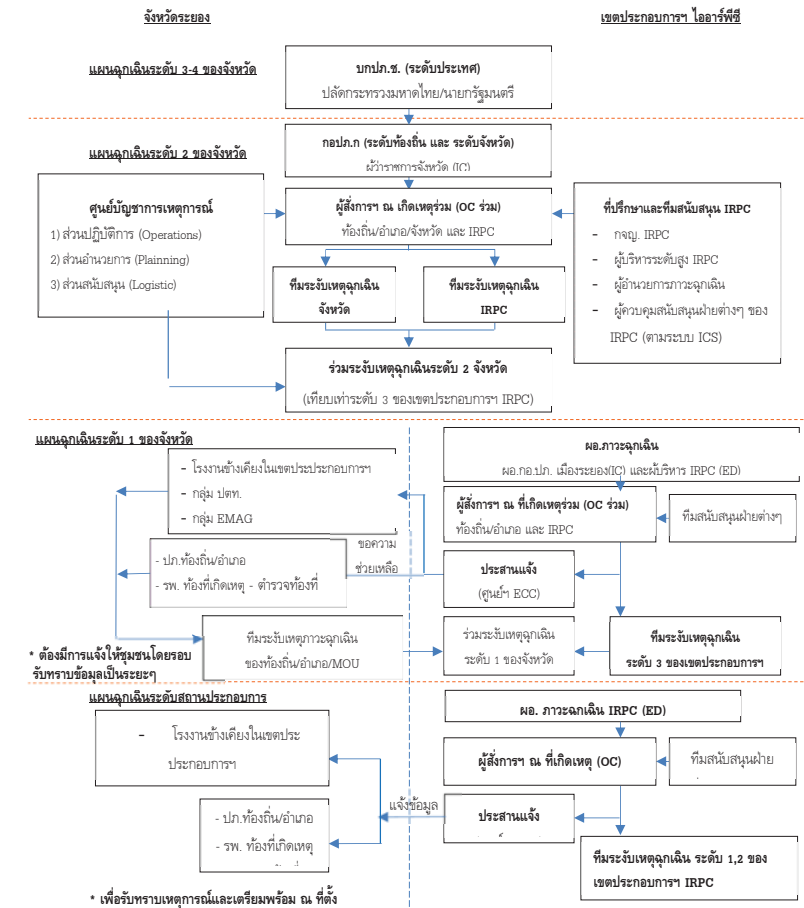 จังหวัดระยอง
เขตประกอบการฯ ไออาร์พีซี
แผนฉุกเฉินระดับ 3-4 ของจังหวัด
บกปภ.ช. (ระดับประเทศ)
ปลัดกระทรวงมหาดไทย/นายกรัฐมนตรี
แผนฉุกเฉินระดับ 2 ของจังหวัด
กอปภ.ก (ระดับท้องถิ่น และ ระดับจังหวัด)
ผู้ว่าราชการจังหวัด (IC)
ศูนย์บัญชาการเหตุการณ์
1) ส่วนปฏิบัติการ (Operations)
2) ส่วนอำนวยการ (Plainning)
3) ส่วนสนับสนุน (Logistic)
ผู้สั่งการฯ ณ เกิดเหตุร่วม (OC ร่วม)
ท้องถิ่น/อำเภอ/จังหวัด และ IRPC
ที่ปรึกษาและทีมสนับสนุน IRPC
- กจญ. IRPC
- ผู้บริหารระดับสูง IRPC
- ผู้อำนวยการภาวะฉุกเฉิน
- ผู้ควบคุมสนับสนุนฝ่ายต่างๆ ของ
IRPC (ตามระบบ ICS)
ทีมระงับเหตุฉุกเฉิน
จังหวัด
ทีมระงับเหตุฉุกเฉิน
IRPC
ร่วมระงับเหตุฉุกเฉินระดับ 2 จังหวัด
(เทียบเท่าระดับ 3 ของเขตประกอบการฯ IRPC)
แผนฉุกเฉินระดับ 1 ของจังหวัด
ผอ.ภาวะฉุกเฉิน
ผอ.กอ.ปภ. เมืองระยอง(IC) และผู้บริหาร IRPC (ED)
- โรงงานข้างเคียงในเขตประประกอบการฯ
- กลุ่ม ปตท.
- กลุ่ม EMAG
ผู้สั่งการฯ ณ ที่เกิดเหตุร่วม (OC ร่วม)
ท้องถิ่น/อำเภอ และ IRPC
ทีมสนับสนุนฝ่ายต่างๆ
ขอความ
ช่วยเหลือ
- ปภ.ท้องถิ่น/อำเภอ
- รพ. ท้องที่เกิดเหตุ - ตำรวจท้องที่
ประสานแจ้ง
(ศูนย์ฯ ECC)
ทีมระงับเหตุภาวะฉุกเฉิน
ของท้องถิ่น/อำเภอ/MOU
ร่วมระงับเหตุฉุกเฉิน
ระดับ 1 ของจังหวัด
ทีมระงับเหตุฉุกเฉิน
ระดับ 3 ของเขตประกอบการฯ
* ต้องมีการแจ้งให้ชุมชนโดยรอบ
รับทราบข้อมูลเป็นระยะๆ
แผนฉุกเฉินระดับสถานประกอบการ
ผอ. ภาวะฉุกเฉิน IRPC (ED)
- โรงงานข้างเคียงในเขตประ
ประกอบการฯ
ผู้สั่งการฯ ณ ที่เกิดเหตุ (OC)
ทีมสนับสนุนฝ่าย
แจ้งข้อมูล
ประสานแจ้ง
- ปภ.ท้องถิ่น/อำเภอ
- รพ. ท้องที่เกิดเหตุ
ทีมระงับเหตุฉุกเฉิน ระดับ 1,2 ของ
เขตประกอบการฯ IRPC
* เพื่อรับทราบเหตุการณ์และเตรียมพร้อม ณ ที่ตั้ง